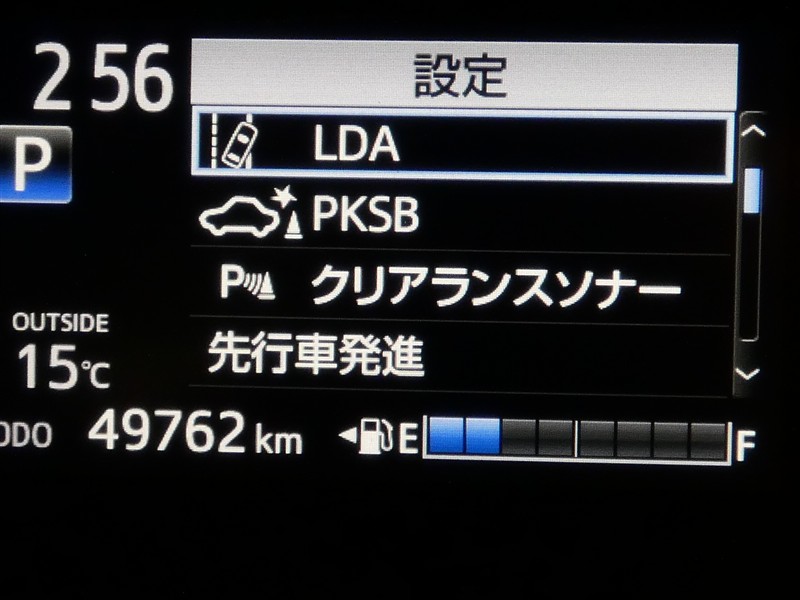 2 56
設定
P
LDA
PKSB
P クリアランスソナー
OUTSIDE
15℃
先行車発進
ODO 49762 km
E F